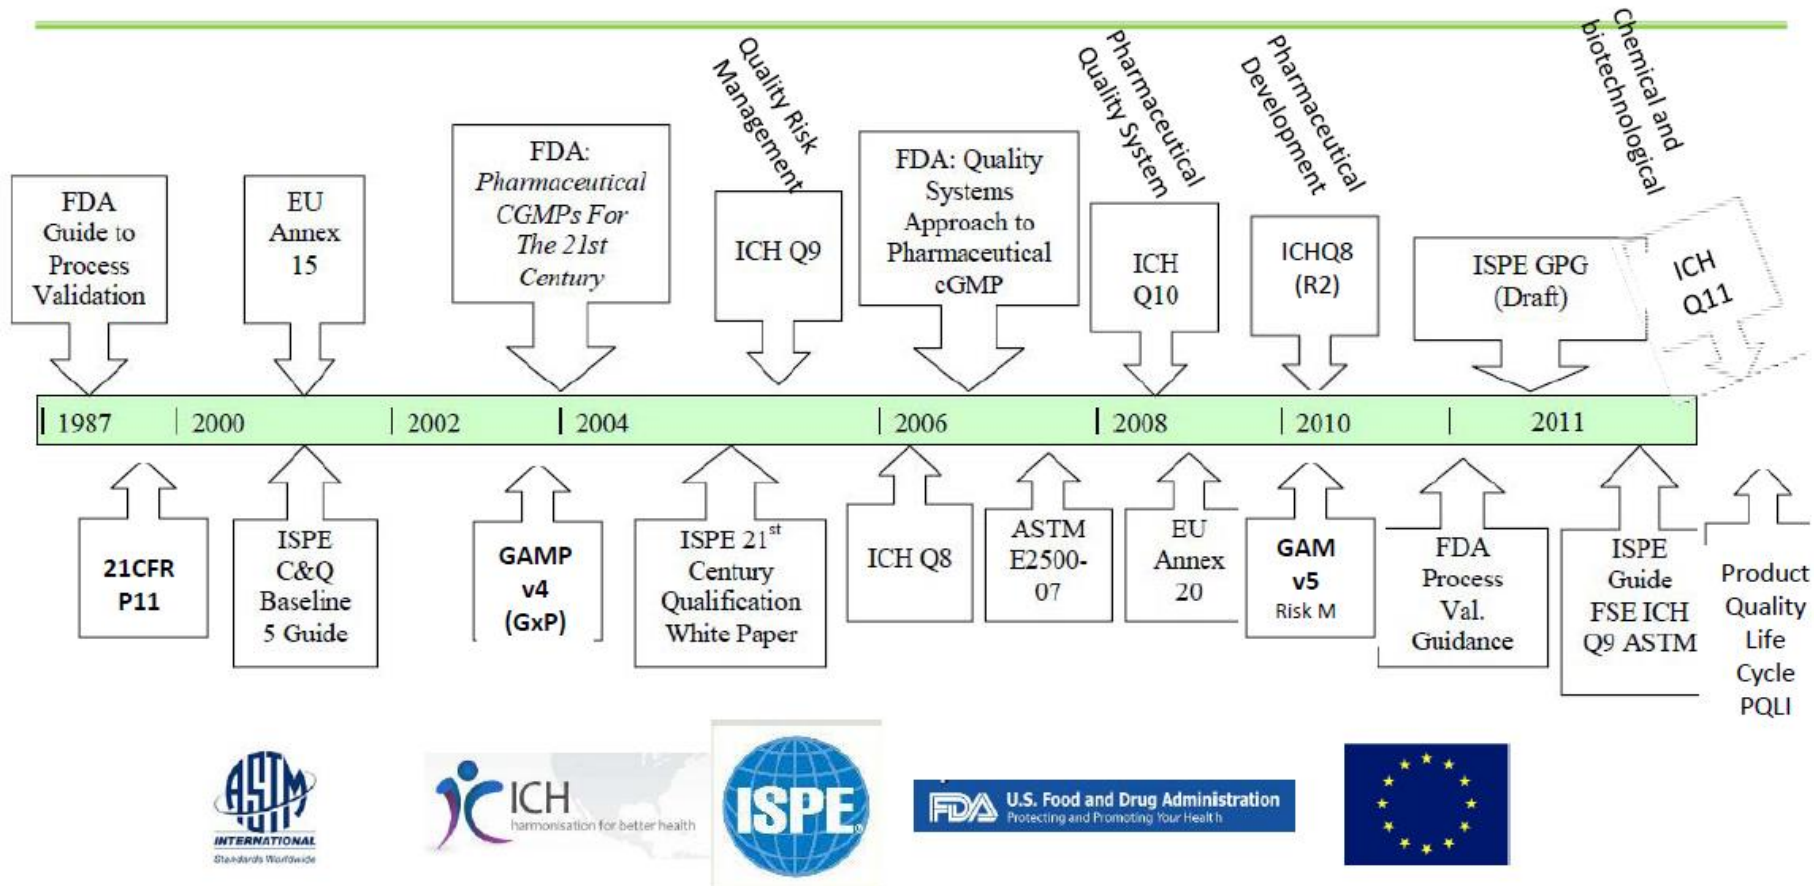 Quality Risk
Management
Pharmaceutical
Quality System
Pharmaceutical
Development
Chemical and
biotechnological
FDA
Guide to
Process
Validation
EU
Annex
15
FDA:
Pharmaceutical
CGMPs For
The 21st
Century
ICH Q9
FDA: Quality
Systems
Approach to
Pharmaceutical
cGMP
ICH
Q10
ICHQ8
(R2)
ISPE GPG
(Draft)
ICH
Q11
1987
2000
2002
2004
2006
2008
2010
2011
21CFR
P11
ISPE
C&Q
Baseline
5 Guide
GAMP
v4
(GxP)
ISPE 21st
Century
Qualification
White Paper
ICH Q8
ASTM
E2500-
07
EU
Annex
20
GAM
v5
Risk M
FDA
Process
Val.
Guidance
ISPE
Guide
FSE ICH
Q9 ASTM
Product
Quality
Life
Cycle
PQLI
ASTM
INTERNATIONAL
Standards Worldwide
ICH
harmonisation for better health
ISPE
FDA
U.S. Food and Drug Administration
Protecting and Promoting Your Health